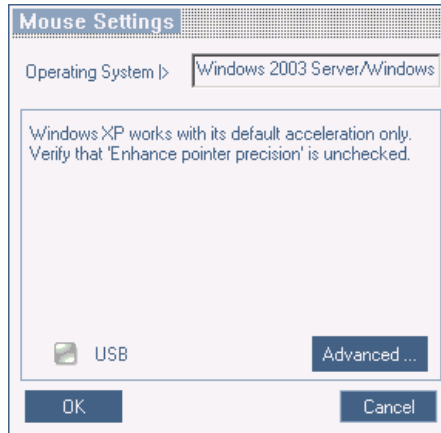 Mouse Settings
Operating System |> Windows 2003 Server/Windows
Windows XP works with its default acceleration only.
Verify that 'Enhance pointer precision' is unchecked.
USB
Advanced ...
OK
Cancel